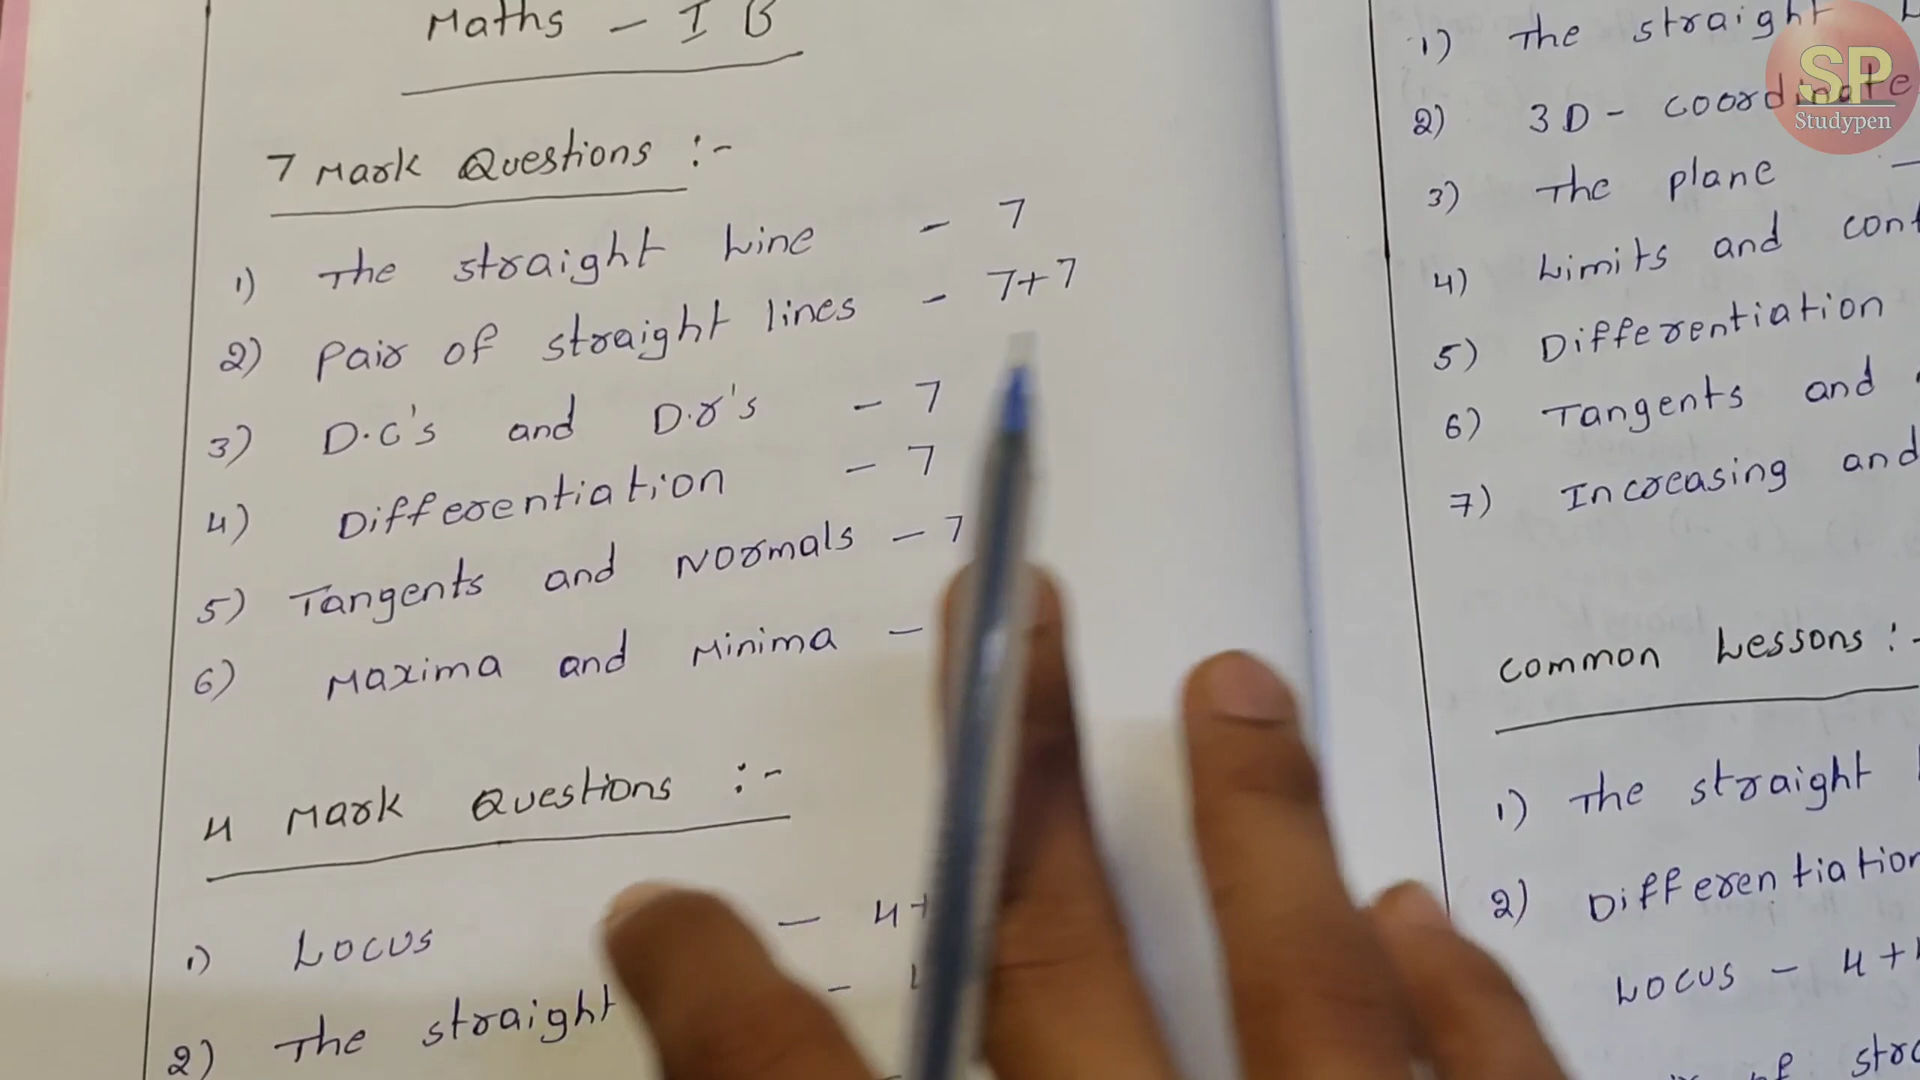 Maths - I B
7 Mark Questions :-
1) The straight Line - 7
2) Pair of straight lines - 7+7
3) D.C's and D.r's - 7
4) Differentiation - 7
5) Tangents and Normals - 7
6) Maxima and Minima -
4 Mark Questions :-
1) Locus - 4+
2) The straight -
1) The straight
2) 3D - coordinate
3) The plane -
4) Limits and
5) Differentiation
6) Tangents and
7) Increasing and
Common Lessons :-
1) The straight
2) Differentiation
Locus - 4+
of
SP
Studypen